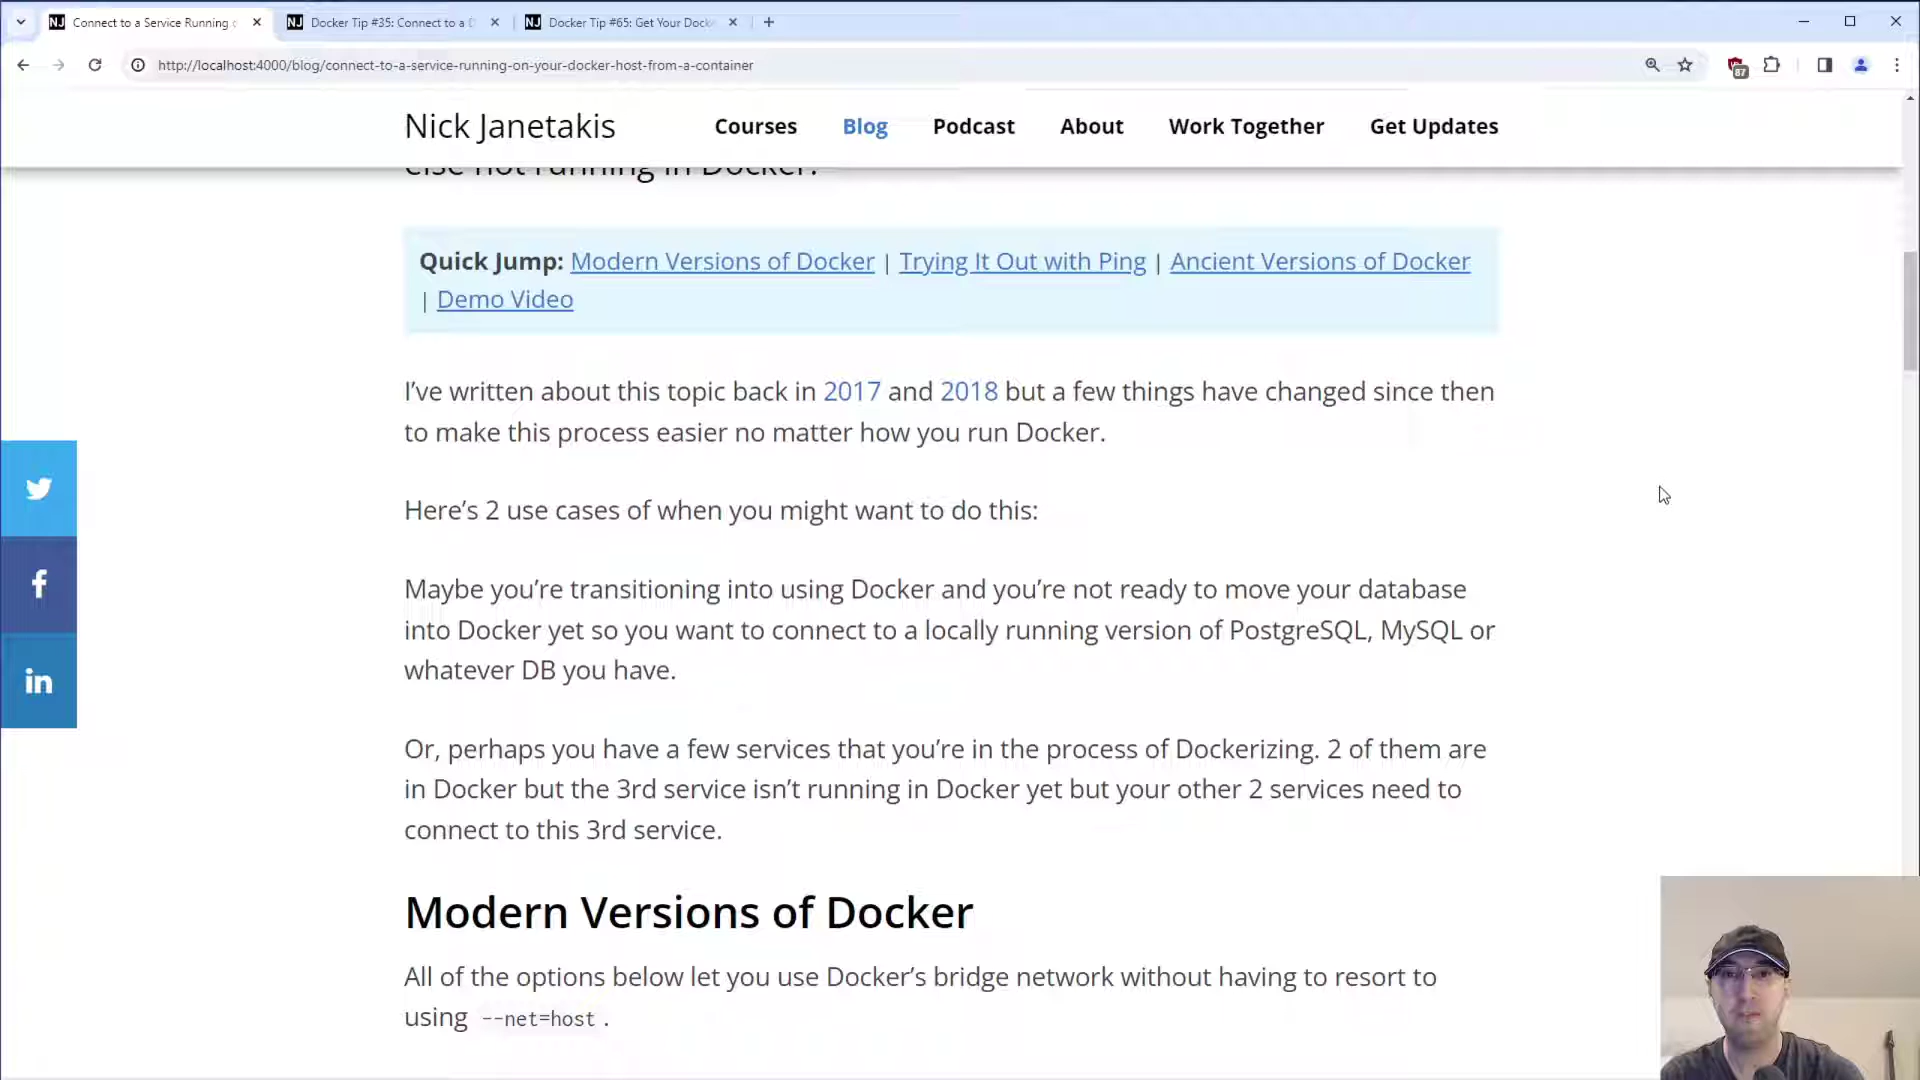 Connect to a Service Running
Docker Tip #35: Connect to a
Docker Tip #65: Get Your Dock
http://localhost:4000/blog/connect-to-a-service-running-on-your-docker-host-from-a-container
87
Nick Janetakis
Courses
Blog
Podcast
About
Work Together
Get Updates
else not running in Docker.
Quick Jump: Modern Versions of Docker | Trying It Out with Ping | Ancient Versions of Docker
| Demo Video
I’ve written about this topic back in 2017 and 2018 but a few things have changed since then
to make this process easier no matter how you run Docker.
Here’s 2 use cases of when you might want to do this:
Maybe you’re transitioning into using Docker and you’re not ready to move your database
into Docker yet so you want to connect to a locally running version of PostgreSQL, MySQL or
whatever DB you have.
Or, perhaps you have a few services that you’re in the process of Dockerizing. 2 of them are
in Docker but the 3rd service isn’t running in Docker yet but your other 2 services need to
connect to this 3rd service.
Modern Versions of Docker
All of the options below let you use Docker’s bridge network without having to resort to
using --net=host .